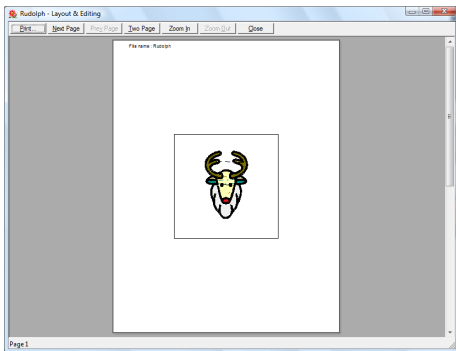 Rudolph - Layout & Editing
Print... Next Page Prev Page Two Page Zoom In Zoom Out Close
File name : Rudolph
Page 1